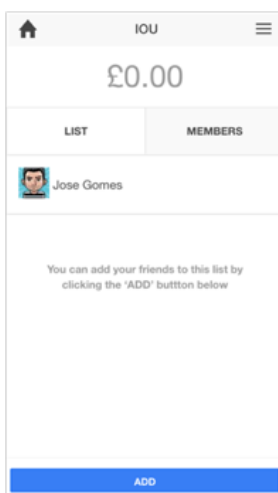 IOU
£0.00
LIST MEMBERS
Jose Gomes
You can add your friends to this list by
clicking the 'ADD' buttton below
ADD